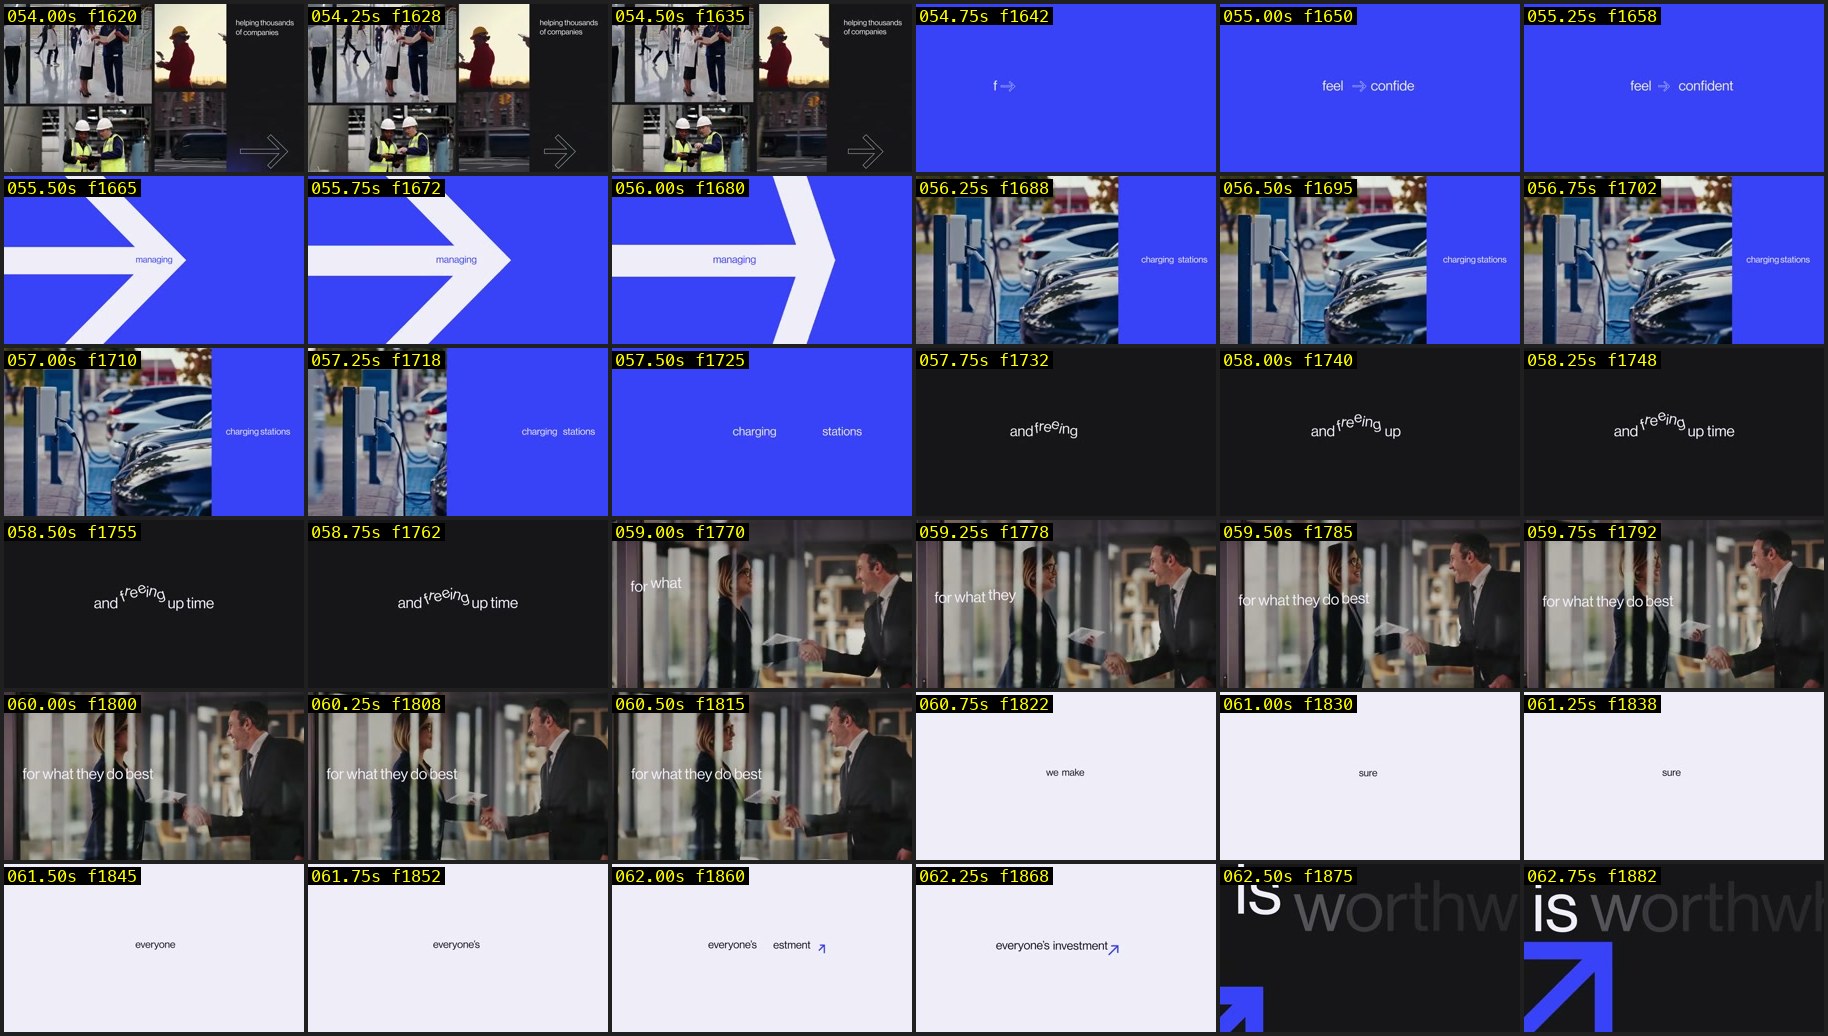 054.00s f1620
helping thousands
of companies
054.25s f1628
helping thousands
of companies
054.50s f1635
helping thousands
of companies
054.75s f1642
f
055.00s f1650
feel confide
055.25s f1658
feel confident
055.50s f1665
managing
055.75s f1672
managing
056.00s f1680
managing
056.25s f1688
charging stations
056.50s f1695
charging stations
056.75s f1702
charging stations
057.00s f1710
charging stations
057.25s f1718
charging stations
057.50s f1725
charging stations
057.75s f1732
and freeing
058.00s f1740
and freeing up
058.25s f1748
and freeing up time
058.50s f1755
and freeing up time
058.75s f1762
and freeing up time
059.00s f1770
for what
059.25s f1778
for what they
059.50s f1785
for what they do best
059.75s f1792
for what they do best
060.00s f1800
for what they do best
060.25s f1808
for what they do best
060.50s f1815
for what they do best
060.75s f1822
we make
061.00s f1830
sure
061.25s f1838
sure
061.50s f1845
everyone
061.75s f1852
everyone's
062.00s f1860
everyone's estment
062.25s f1868
everyone's investment
062.50s f1875
is worthw
062.75s f1882
is worthwh